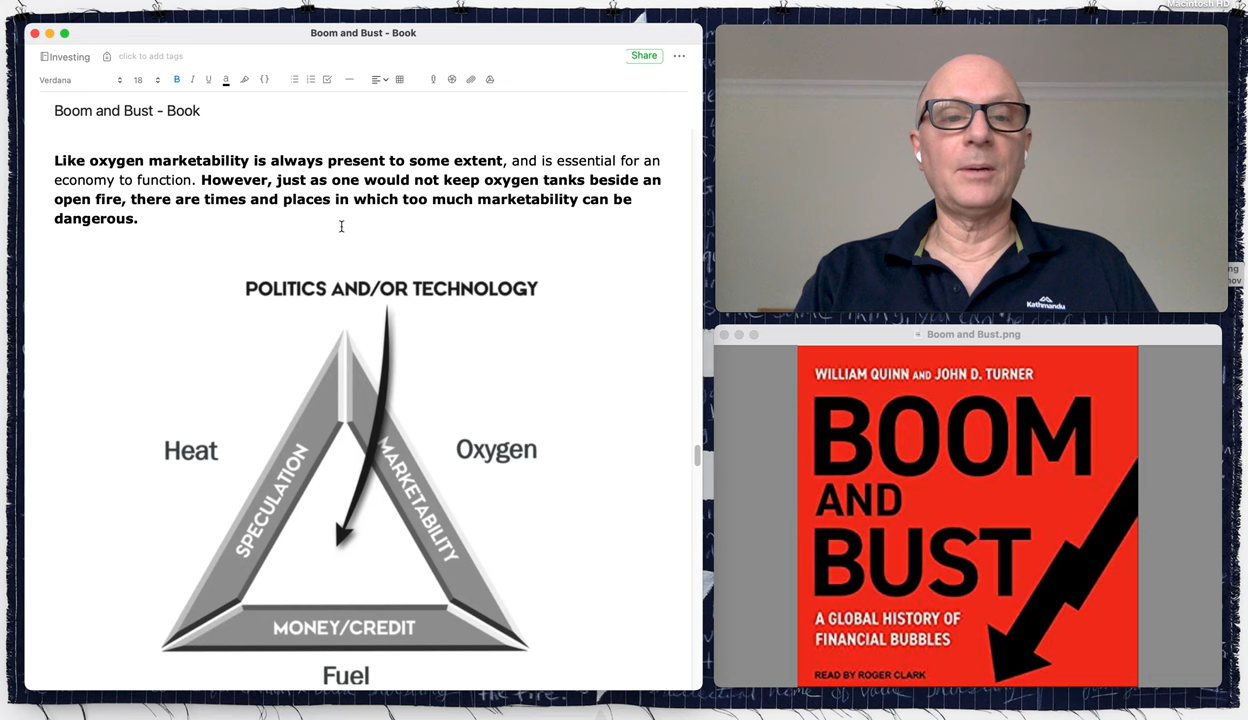 Macintosh HD
Boom and Bust - Book
Investing
click to add tags
Share
Verdana
18
B I U a
Boom and Bust - Book
Like oxygen marketability is always present to some extent, and is essential for an
economy to function. However, just as one would not keep oxygen tanks beside an
open fire, there are times and places in which too much marketability can be
dangerous.
POLITICS AND/OR TECHNOLOGY
Heat
Oxygen
SPECULATION
MARKETABILITY
MONEY/CREDIT
Fuel
Kathmandu
Boom and Bust.png
WILLIAM QUINN AND JOHN D. TURNER
BOOM
AND
BUST
A GLOBAL HISTORY OF
FINANCIAL BUBBLES
READ BY ROGER CLARK
the fire.